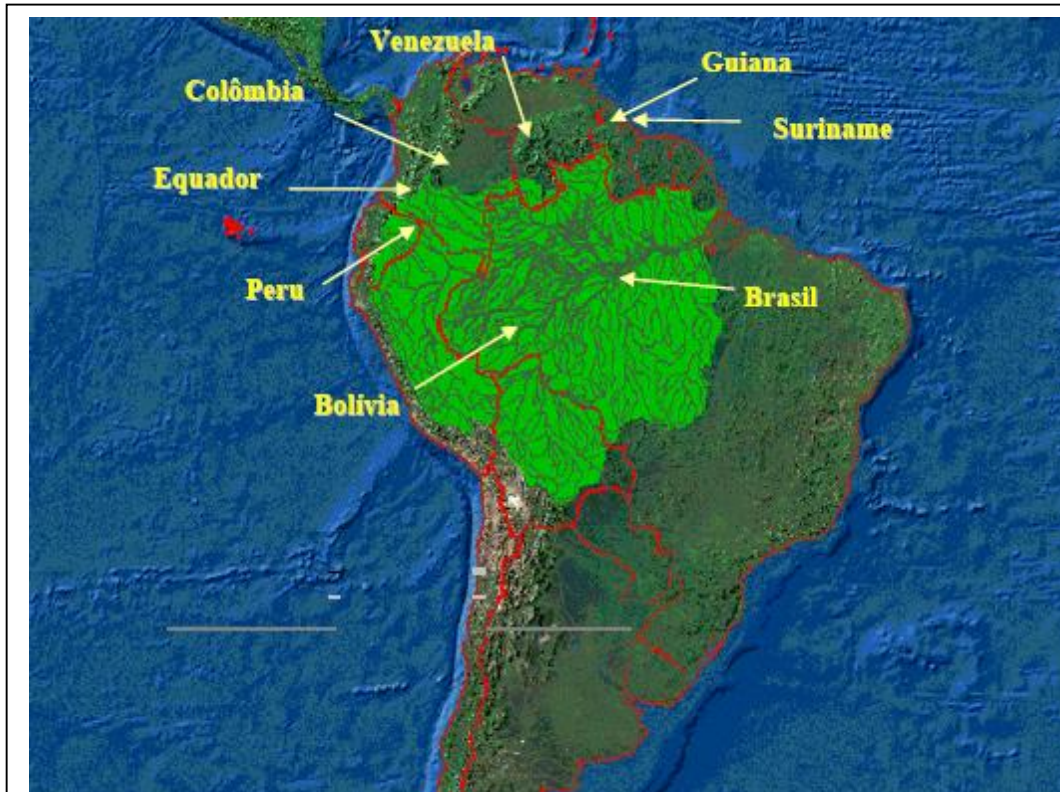 Venezuela
Guiana
Colômbia
Suriname
Equador
Peru
Brasil
Bolívia